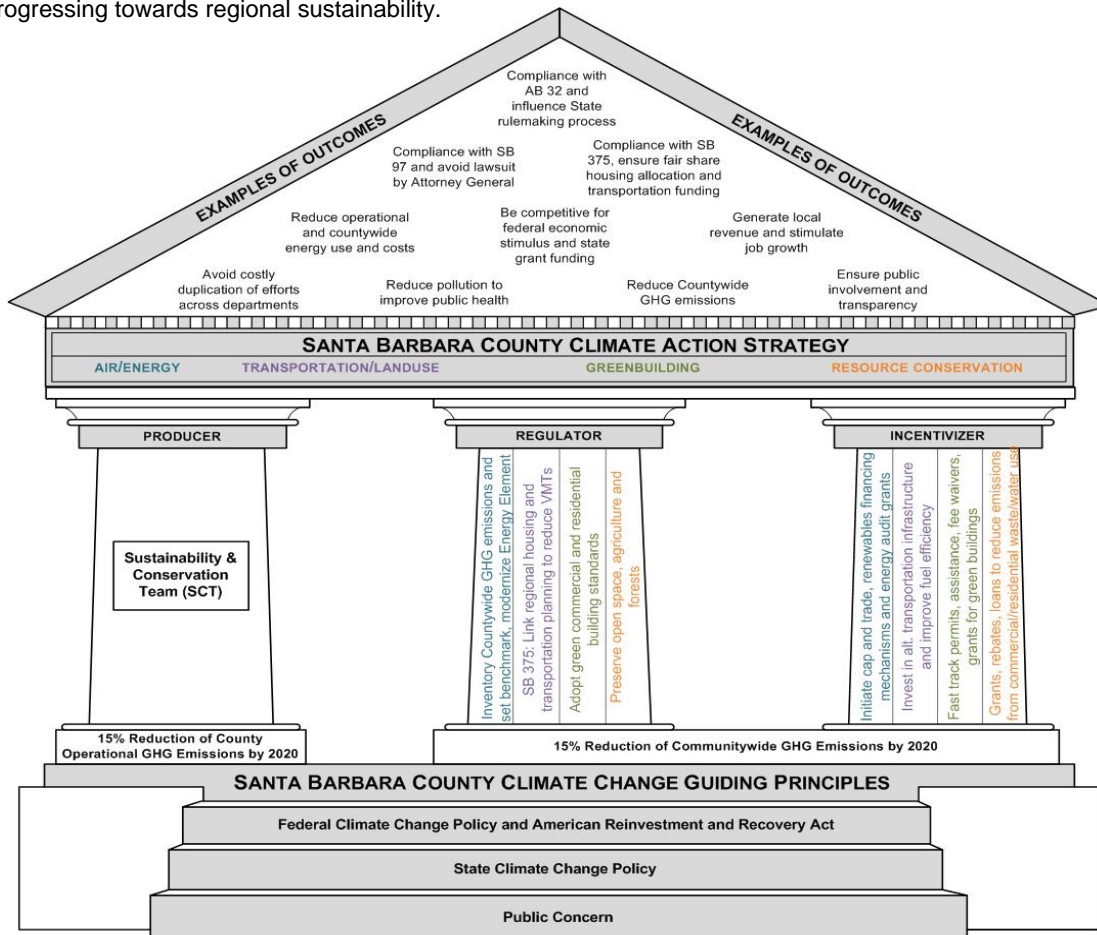 rogressing towards regional sustainability.
EXAMPLES OF OUTCOMES
EXAMPLES OF OUTCOMES
Compliance with
AB 32 and
influence State
rulemaking process
Compliance with SB
97 and avoid lawsuit
by Attorney General
Compliance with SB
375, ensure fair share
housing allocation and
transportation funding
Reduce operational
and countywide
energy use and costs
Be competitive for
federal economic
stimulus and state
grant funding
Generate local
revenue and stimulate
job growth
Avoid costly
duplication of efforts
across departments
Reduce pollution to
improve public health
Reduce Countywide
GHG emissions
Ensure public
involvement and
transparency
SANTA BARBARA COUNTY CLIMATE ACTION STRATEGY
AIR/ENERGY TRANSPORTATION/LANDUSE GREENBUILDING RESOURCE CONSERVATION
PRODUCER
Sustainability &
Conservation
Team (SCT)
REGULATOR
Inventory Countywide GHG emissions and
set benchmark, modernize Energy Element
SB 375: Link regional housing and
transportation planning to reduce VMTs
Adopt green commercial and residential
building standards
Preserve open space, agriculture and
forests
INCENTIVIZER
Initiate cap and trade, renewables financing
mechanisms and energy audit grants
Invest in alt. transportation infrastructure
and improve fuel efficiency
Fast track permits, assistance, fee waivers,
grants for green buildings
Grants, rebates, loans to reduce emissions
from commercial/residential waste/water use
15% Reduction of County
Operational GHG Emissions by 2020
15% Reduction of Communitywide GHG Emissions by 2020
SANTA BARBARA COUNTY CLIMATE CHANGE GUIDING PRINCIPLES
Federal Climate Change Policy and American Reinvestment and Recovery Act
State Climate Change Policy
Public Concern